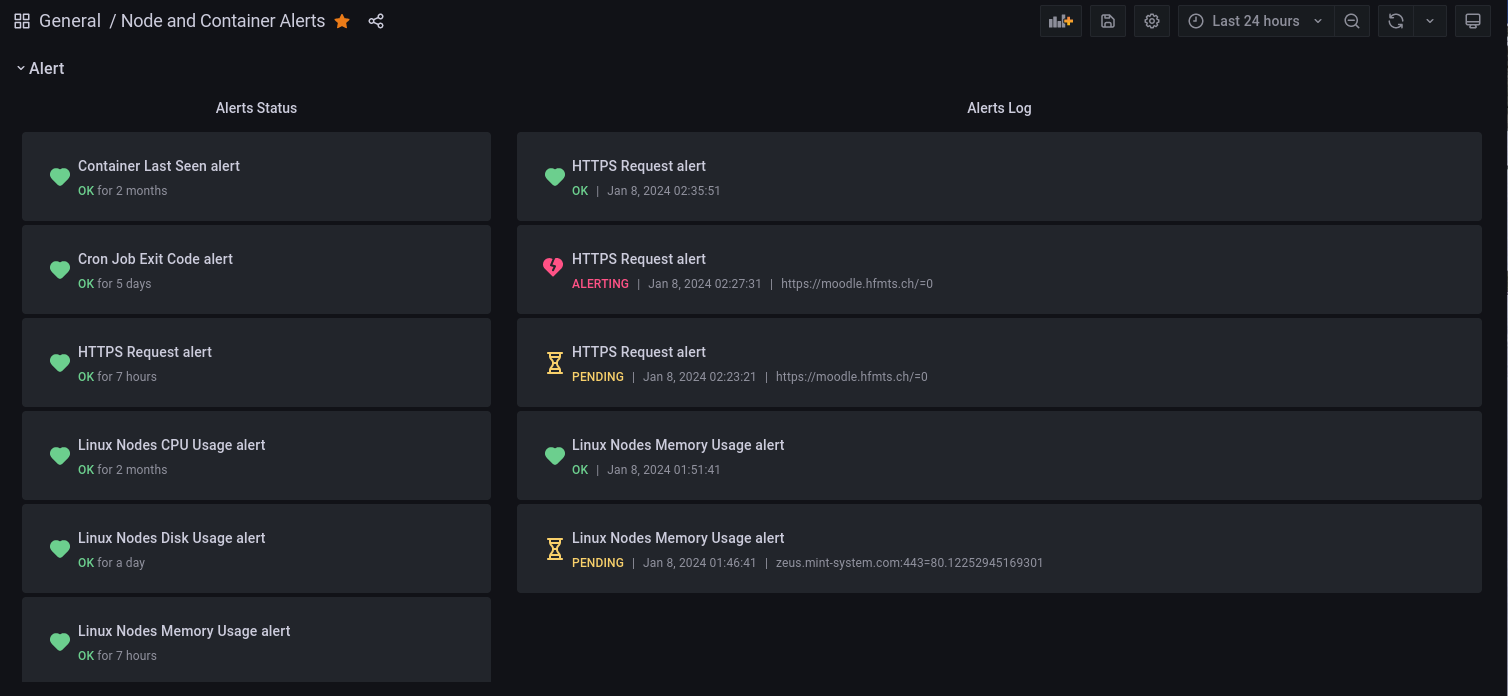 General / Node and Container Alerts
Last 24 hours
Alert
Alerts Status
Container Last Seen alert
OK for 2 months
Cron Job Exit Code alert
OK for 5 days
HTTPS Request alert
OK for 7 hours
Linux Nodes CPU Usage alert
OK for 2 months
Linux Nodes Disk Usage alert
OK for a day
Linux Nodes Memory Usage alert
OK for 7 hours
Alerts Log
HTTPS Request alert
OK | Jan 8, 2024 02:35:51
HTTPS Request alert
ALERTING | Jan 8, 2024 02:27:31 | https://moodle.hfmts.ch/=0
HTTPS Request alert
PENDING | Jan 8, 2024 02:23:21 | https://moodle.hfmts.ch/=0
Linux Nodes Memory Usage alert
OK | Jan 8, 2024 01:51:41
Linux Nodes Memory Usage alert
PENDING | Jan 8, 2024 01:46:41 | zeus.mint-system.com:443=80.12252945169301